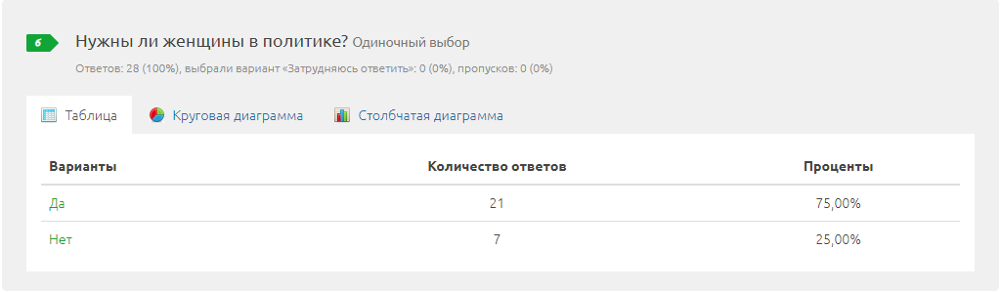 6 Нужны ли женщины в политике? Одиночный выбор
Ответов: 28 (100%), выбрали вариант «Затрудняюсь ответить»: 0 (0%), пропусков: 0 (0%)
Таблица Круговая диаграмма Столбчатая диаграмма
Варианты Количество ответов Проценты
Да 21 75,00%
Нет 7 25,00%